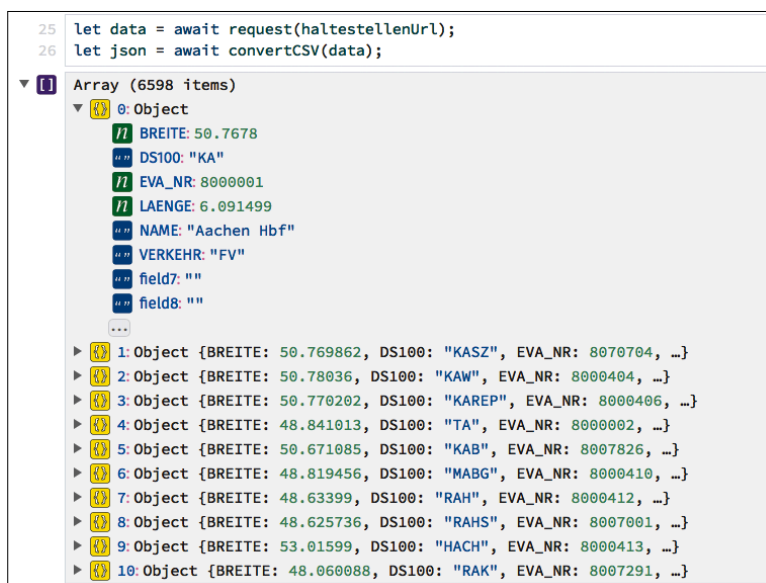 25 let data = await request(haltestellenUrl);
26 let json = await convertCSV(data);
[] Array (6598 items)
{} 0: Object
n BREITE: 50.7678
"" DS100: "KA"
n EVA_NR: 8000001
n LAENGE: 6.091499
"" NAME: "Aachen Hbf"
"" VERKEHR: "FV"
"" field7: ""
"" field8: ""
...
{} 1: Object {BREITE: 50.769862, DS100: "KASZ", EVA_NR: 8070704, …}
{} 2: Object {BREITE: 50.78036, DS100: "KAW", EVA_NR: 8000404, …}
{} 3: Object {BREITE: 50.770202, DS100: "KAREP", EVA_NR: 8000406, …}
{} 4: Object {BREITE: 48.841013, DS100: "TA", EVA_NR: 8000002, …}
{} 5: Object {BREITE: 50.671085, DS100: "KAB", EVA_NR: 8007826, …}
{} 6: Object {BREITE: 48.819456, DS100: "MABG", EVA_NR: 8000410, …}
{} 7: Object {BREITE: 48.63399, DS100: "RAH", EVA_NR: 8000412, …}
{} 8: Object {BREITE: 48.625736, DS100: "RAHS", EVA_NR: 8007001, …}
{} 9: Object {BREITE: 53.01599, DS100: "HACH", EVA_NR: 8000413, …}
{} 10: Object {BREITE: 48.060088, DS100: "RAK", EVA_NR: 8007291, …}